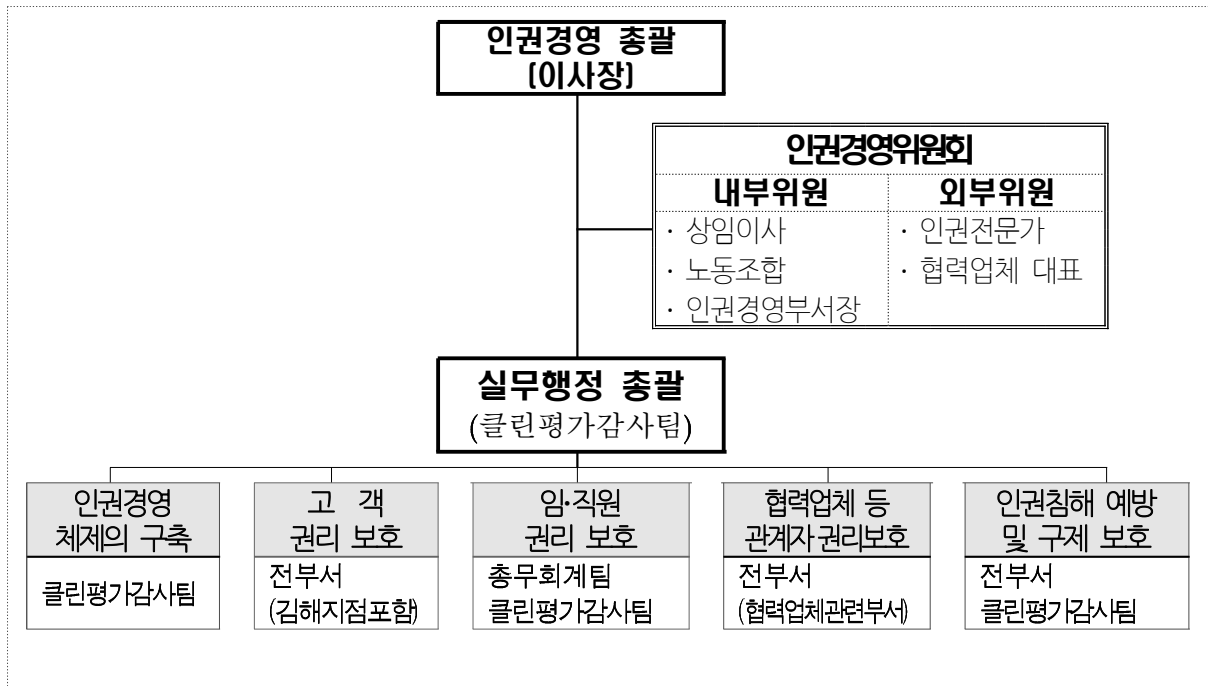 인권경영 총괄
(이사장)
인권경영위원회
내부위원
외부위원
· 상임이사
· 노동조합
· 인권경영부서장
· 인권전문가
· 협력업체 대표
실무행정 총괄
(클린평가감사팀)
인권경영
체제의 구축
클린평가감사팀
고 객
권리 보호
전부서
(김해지점포함)
임·직원
권리 보호
총무회계팀
클린평가감사팀
협력업체 등
관계자 권리보호
전부서
(협력업체관련부서)
인권침해 예방
및 구제 보호
전부서
클린평가감사팀